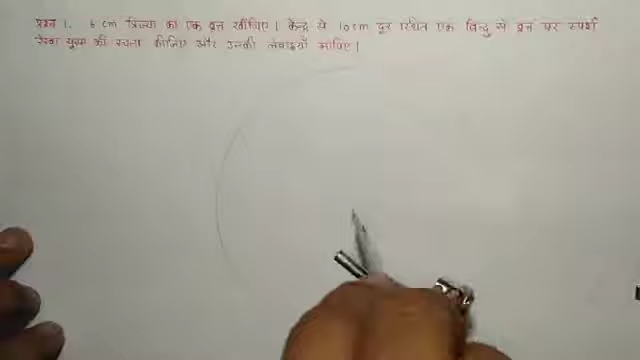 प्रश्न 1. 6 cm त्रिज्या का एक वृत्त खींचिए। केन्द्र से 10 cm दूर स्थित एक बिन्दु से वृत्त पर स्पर्श
रेखा युग्म की रचना कीजिए और उनकी लंबाइयाँ मापिए।